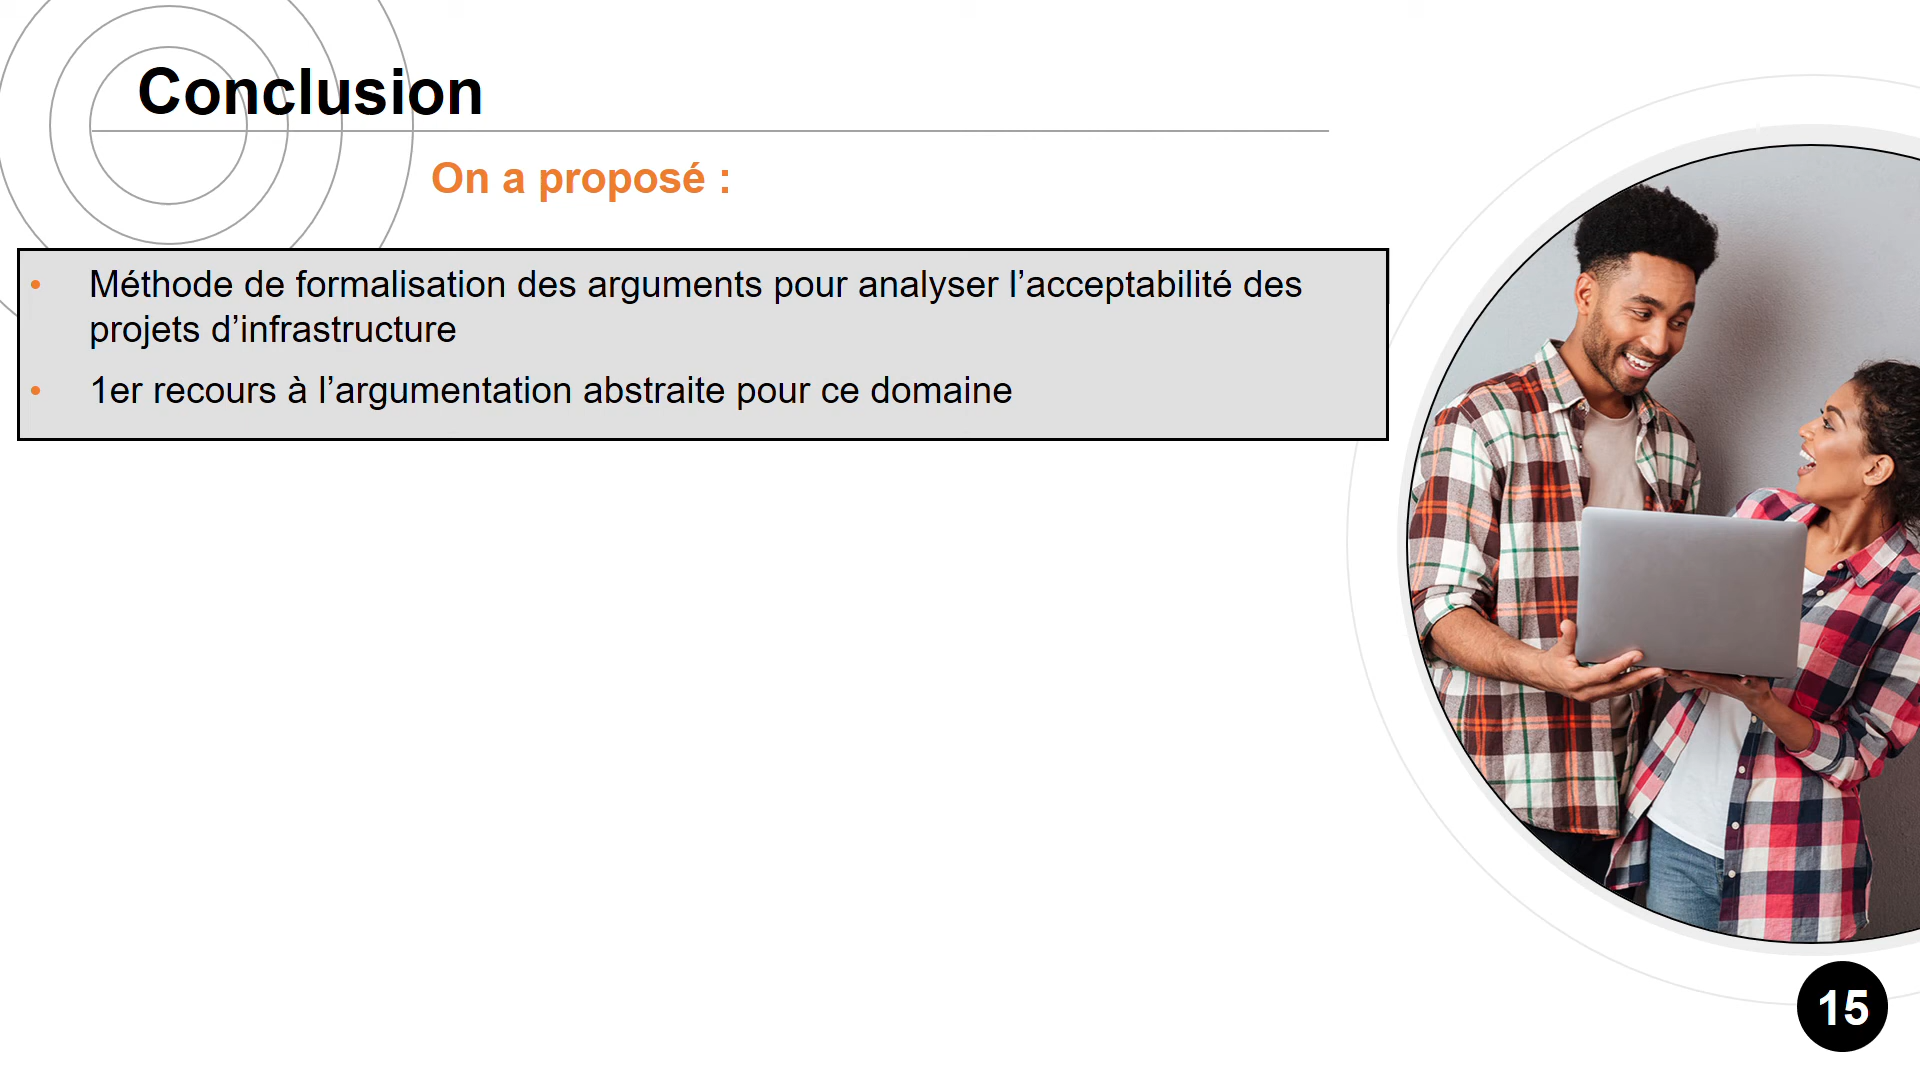 Conclusion
On a proposé :
• Méthode de formalisation des arguments pour analyser l’acceptabilité des
projets d’infrastructure
• 1er recours à l’argumentation abstraite pour ce domaine
15